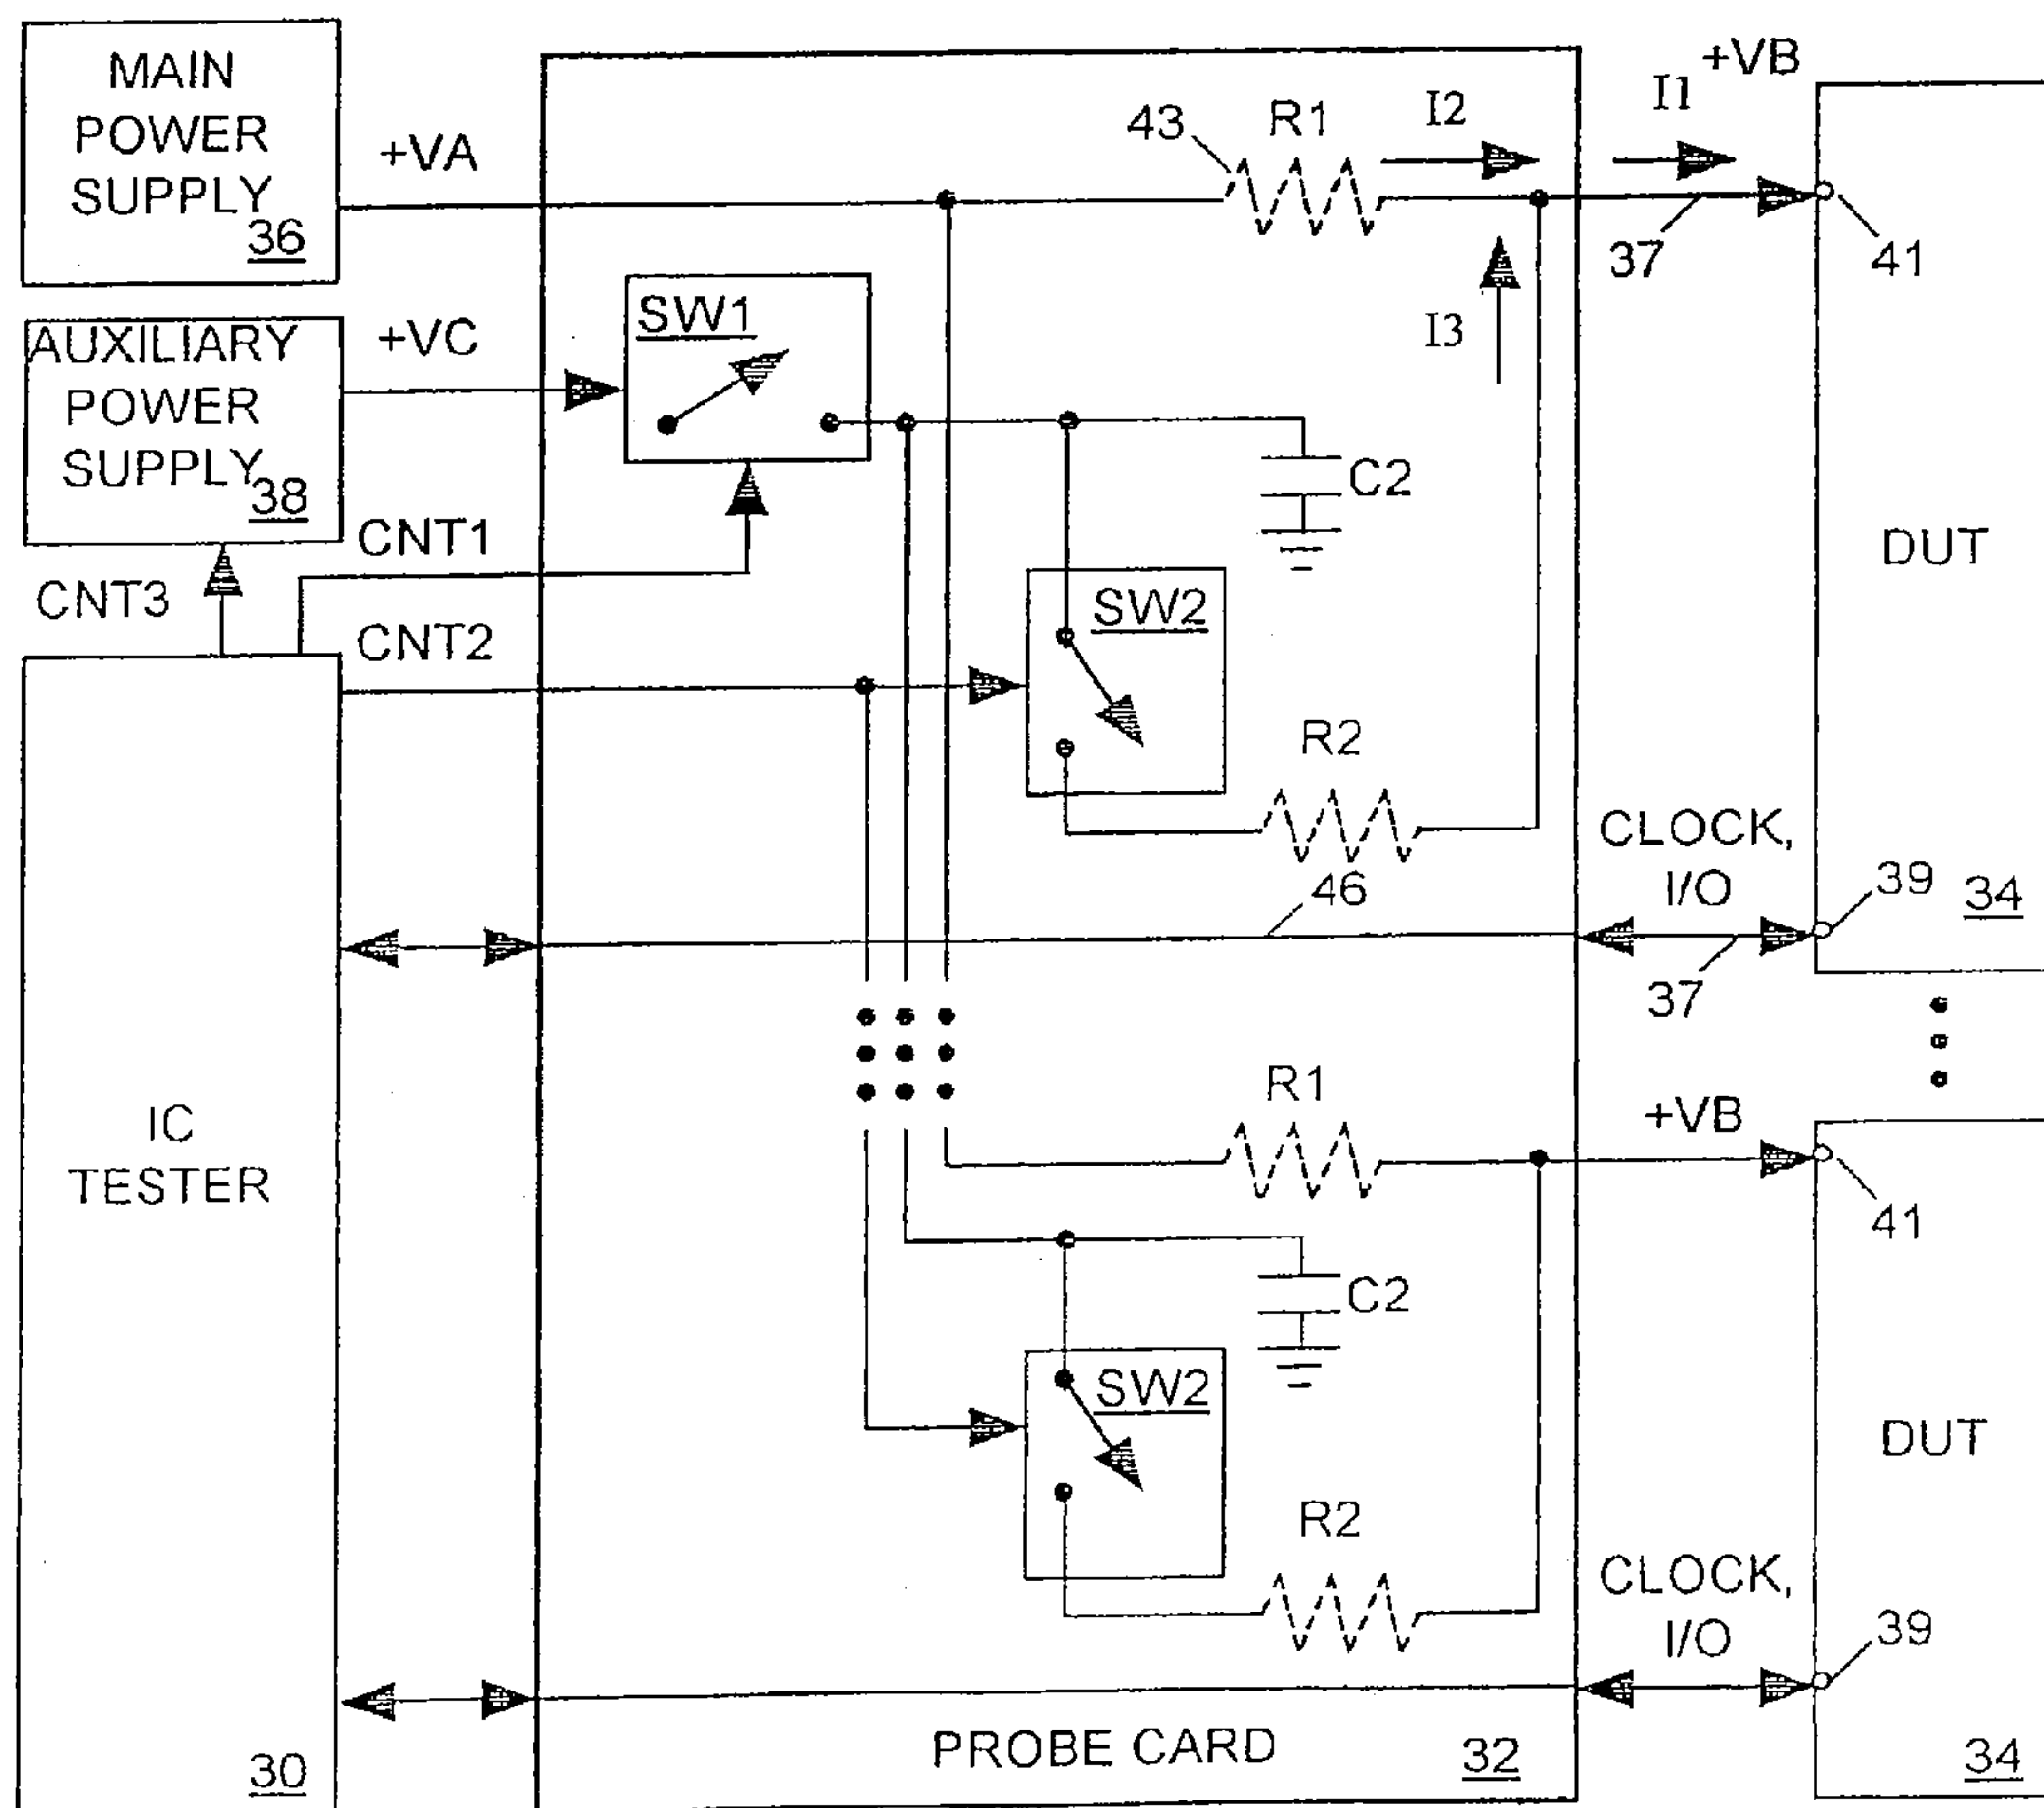 MAIN
POWER
SUPPLY
36
+VA
43
R1
I2
I1
+VB
37
41
AUXILIARY
POWER
SUPPLY
38
+VC
SW1
I3
C2
CNT1
CNT3
CNT2
SW2
R2
DUT
CLOCK,
I/O
46
39
34
37
IC
TESTER
30
R1
+VB
41
C2
SW2
R2
DUT
CLOCK,
I/O
39
34
PROBE CARD
32